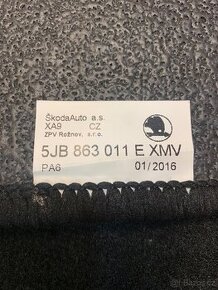 ŠkodaAuto a.s.
XA9 CZ
ZPV Rožnov, s.r.o.
5JB 863 011 E XMV
PA6 01/2016